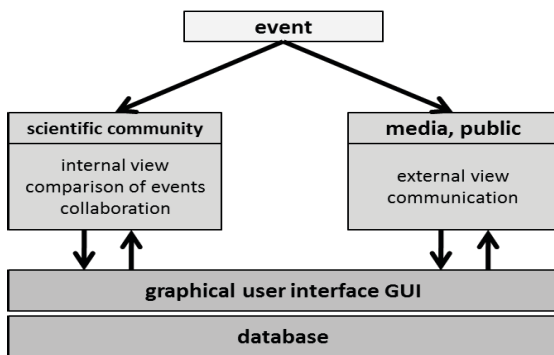 event
scientific community
internal view
comparison of events
collaboration
media, public
external view
communication
graphical user interface GUI
database